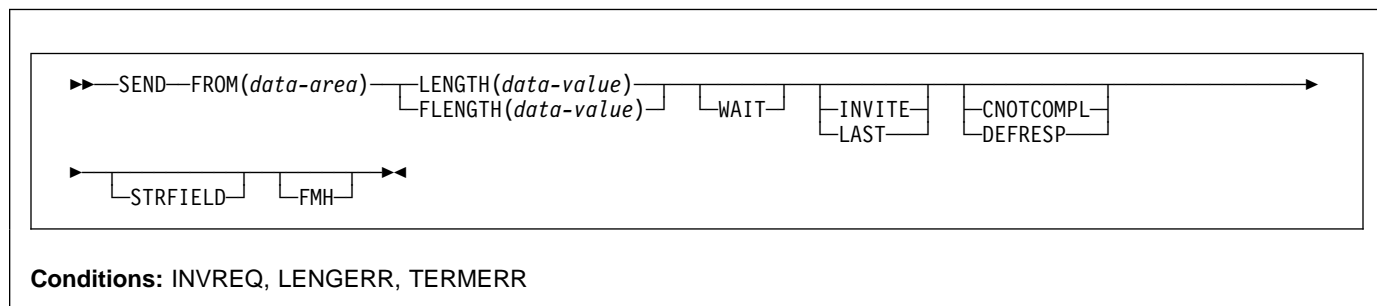 SEND FROM(data-area) LENGTH(data-value) WAIT INVITE CNOTCOMPL
FLENGTH(data-value) LAST DEFRESP
STRFIELD FMH
Conditions: INVREQ, LENGERR, TERMERR